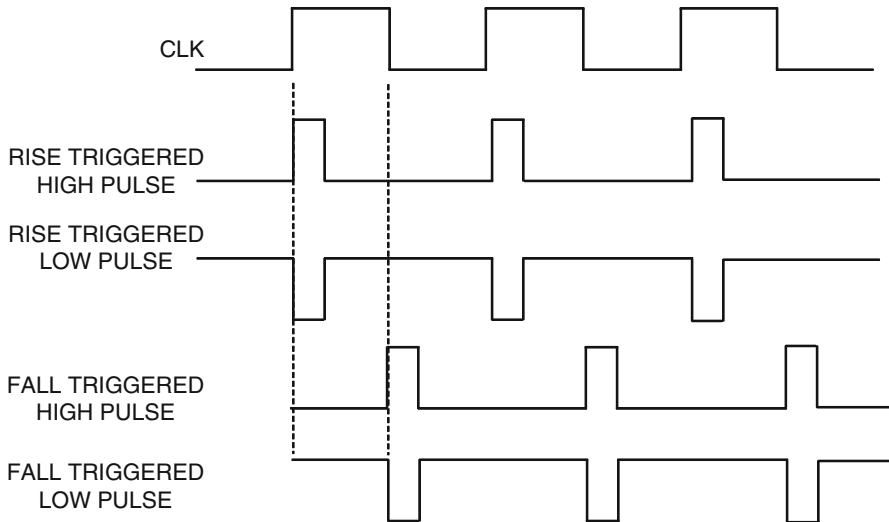 CLK
RISE TRIGGERED
HIGH PULSE
RISE TRIGGERED
LOW PULSE
FALL TRIGGERED
HIGH PULSE
FALL TRIGGERED
LOW PULSE